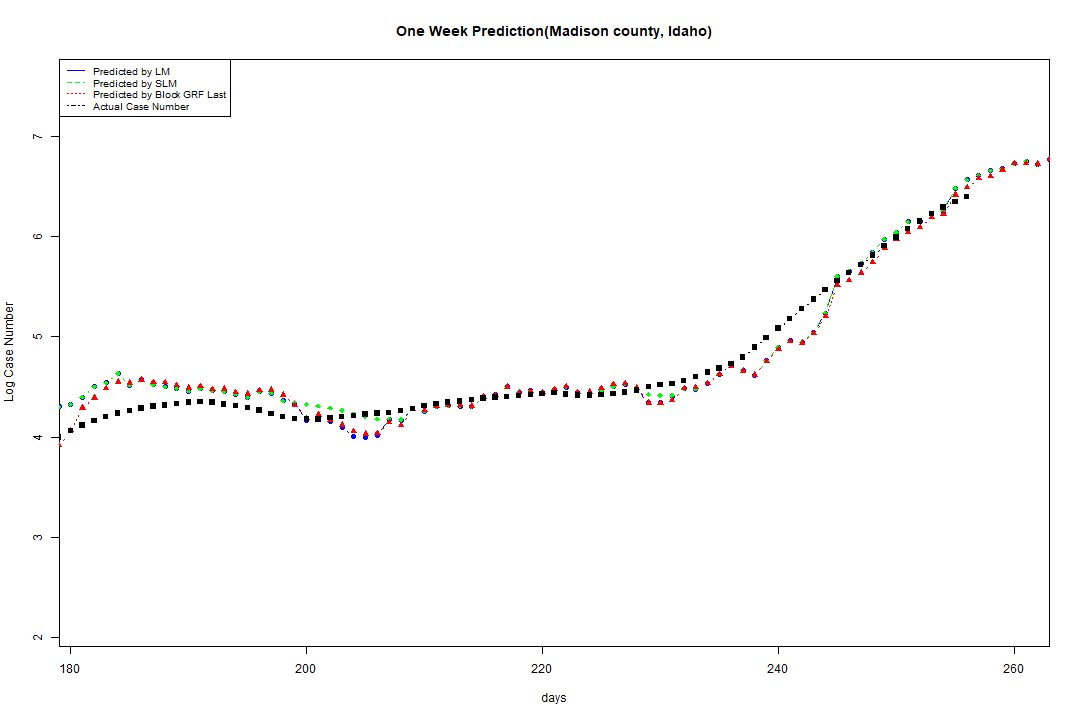 One Week Prediction(Madison county, Idaho)
Predicted by LM
Predicted by SLM
Predicted by Block GRF Last
Actual Case Number
7
6
5
4
3
2
Log Case Number
180 200 220 240 260
days